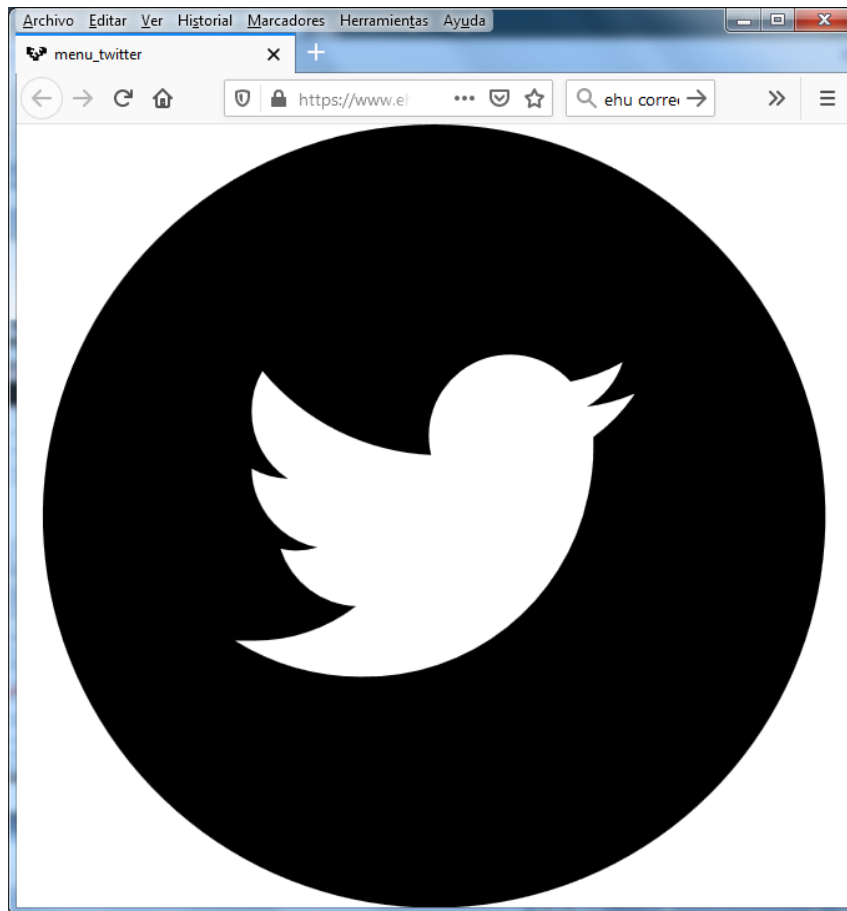 Archivo Editar Ver Historial Marcadores Herramientas Ayuda
menu_twitter
https://www.e
ehu corre